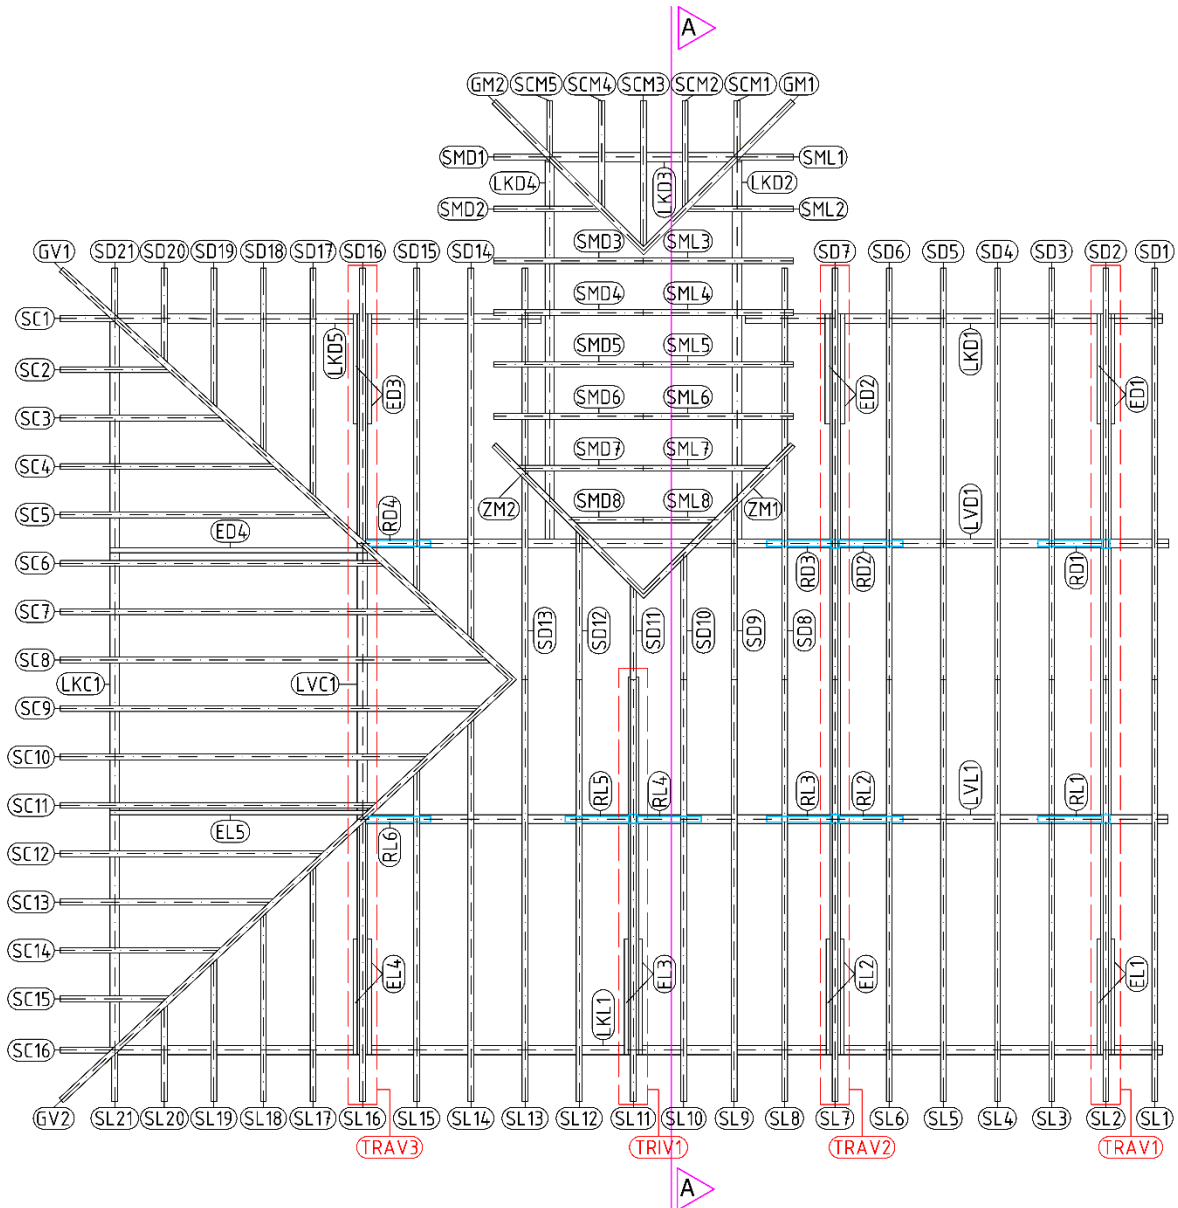 A
GM2 SCM5 SCM4 SCM3 SCM2 SCM1 GM1
SMD1 SML1
LKD4 LKD3 LKD2
SMD2 SML2
GV1 SD21 SD20 SD19 SD18 SD17 SD16 SD15 SD14 SMD3 SML3 SD7 SD6 SD5 SD4 SD3 SD2 SD1
SMD4 SML4
SC1
LKD5 LKD1
SMD5 SML5
SC2
ED3 ED2 ED1
SMD6 SML6
SC3
SMD7 SML7
SC4
ZM2 ZM1
SMD8 SML8
SC5
RD4 LVD1
ED4
SC6
RD3 RD2 RD1
SC7
SD13 SD12 SD11 SD10 SD9 SD8
SC8
LKC1 LVC1
SC9
SC10
RL5 RL4 RL3 RL2 LVL1 RL1
SC11
EL5
RL6
SC12
SC13
SC14
EL4 EL3 EL2 EL1
SC15
LKL1
SC16
GV2 SL21 SL20 SL19 SL18 SL17 SL16 SL15 SL14 SL13 SL12 SL11 SL10 SL9 SL8 SL7 SL6 SL5 SL4 SL3 SL2 SL1
TRAV3 TRIV1 TRAV2 TRAV1
A